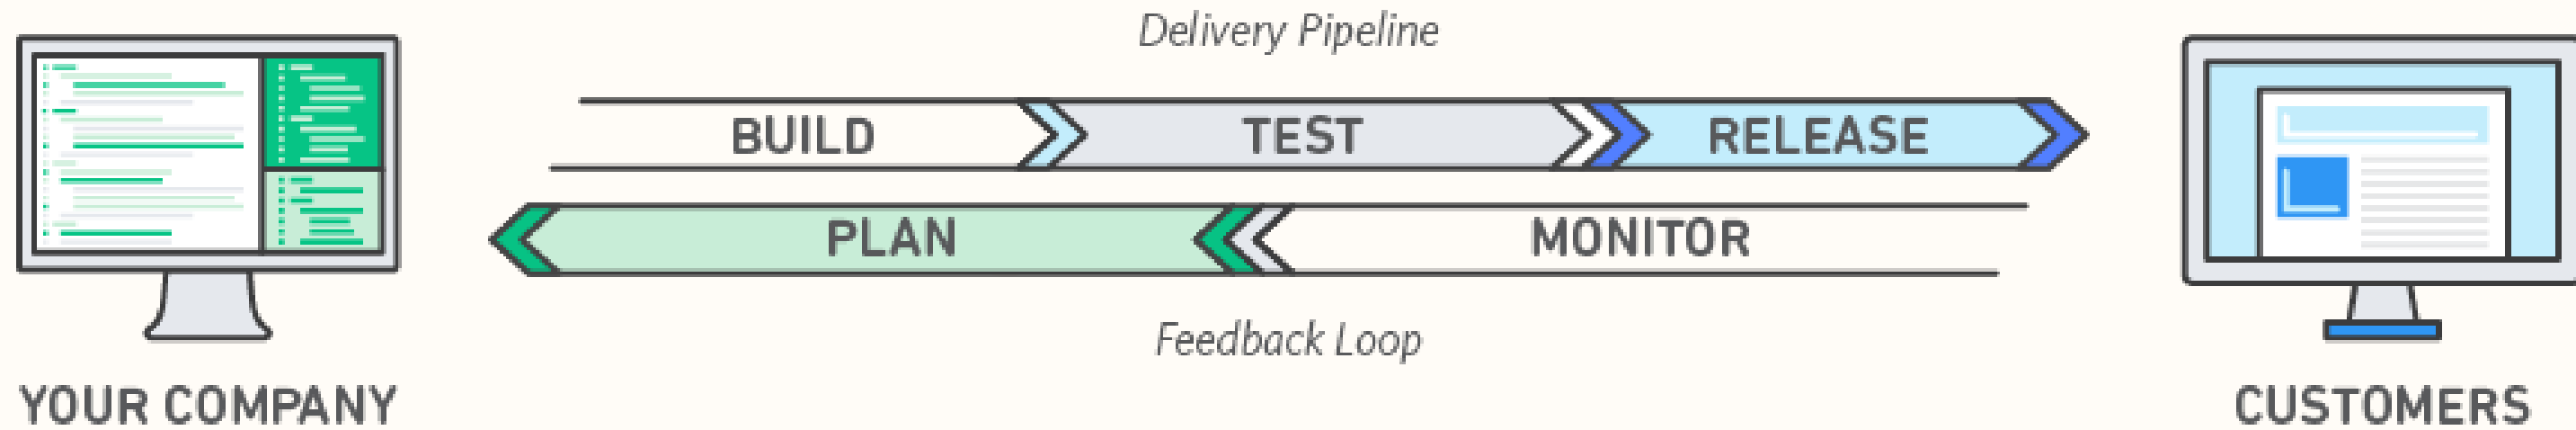 Delivery Pipeline
BUILD TEST RELEASE
PLAN MONITOR
Feedback Loop
YOUR COMPANY CUSTOMERS